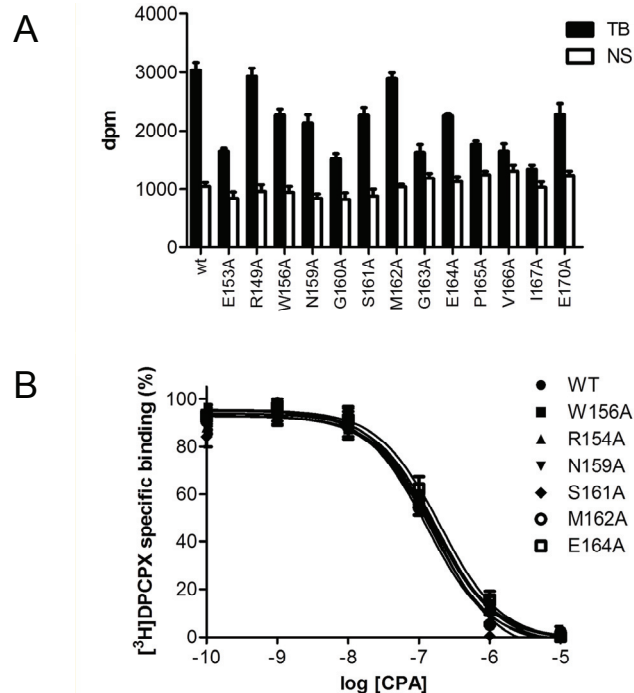 A
TB
NS
4000
3000
2000
1000
0
dpm
wt
E153A
R149A
W156A
N159A
G160A
S161A
M162A
G163A
E164A
P165A
V166A
I167A
E170A
B
[³H]DPCPX specific binding (%)
100
80
60
40
20
0
-10
-9
-8
-7
-6
-5
log [CPA]
WT
W156A
R154A
N159A
S161A
M162A
E164A